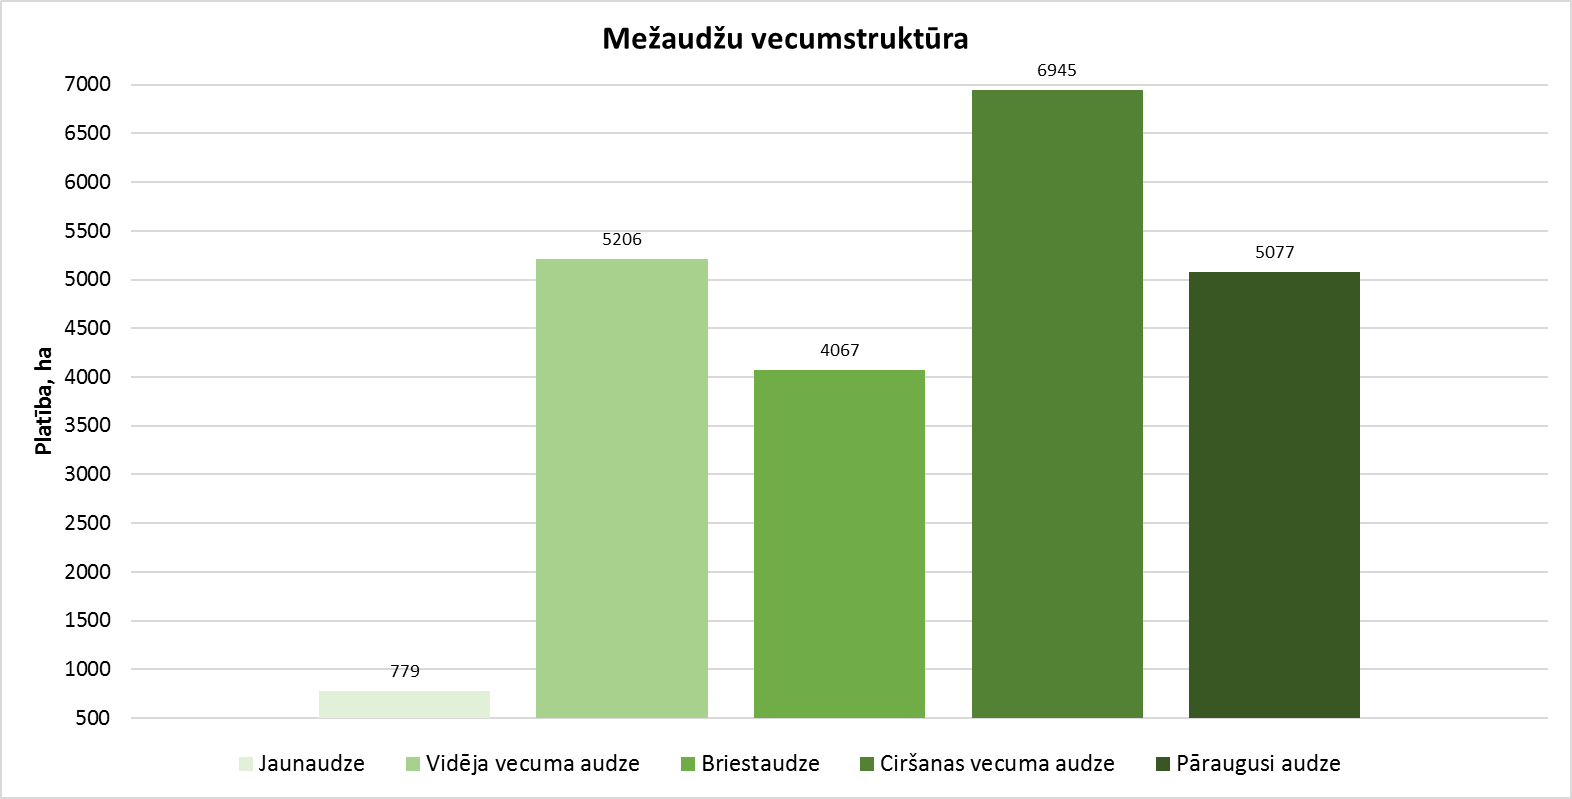 Mežaudžu vecumstruktūra
Platība, ha
7000
6500
6000
5500
5000
4500
4000
3500
3000
2500
2000
1500
1000
500
779
5206
4067
6945
5077
Jaunaudze
Vidēja vecuma audze
Briestaudze
Ciršanas vecuma audze
Pāraugusi audze